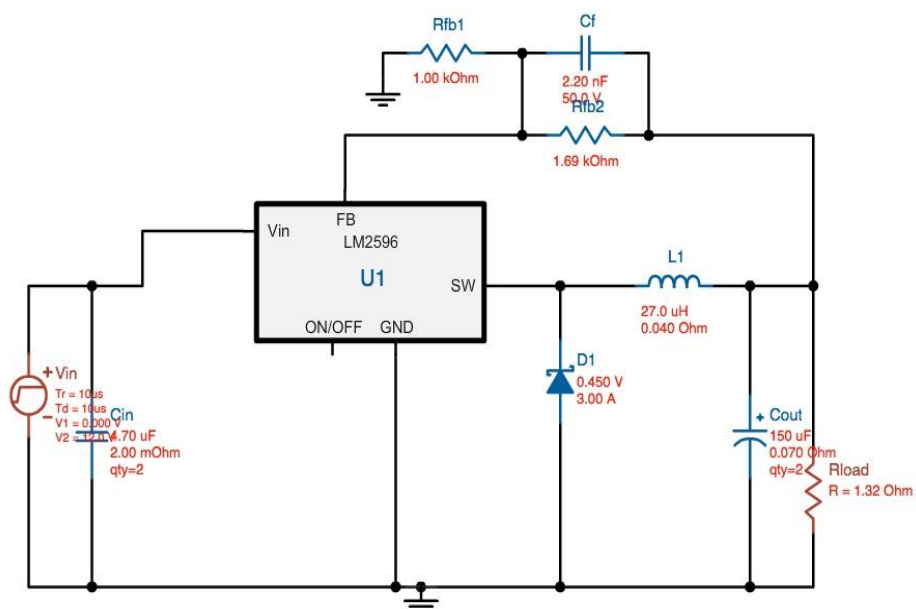 Rfb1
1.00 kOhm
Cf
2.20 nF
50.0 V
Rfb2
1.69 kOhm
Vin
FB
LM2596
U1
SW
ON/OFF
GND
L1
27.0 uH
0.040 Ohm
D1
0.450 V
3.00 A
+ Vin
Tr = 10us
Td = 10us
V1 = 0.000 V
V2 = 12.0 V
-
Cin
4.70 uF
2.00 mOhm
qty=2
+ Cout
150 uF
0.070 Ohm
qty=2
Rload
R = 1.32 Ohm